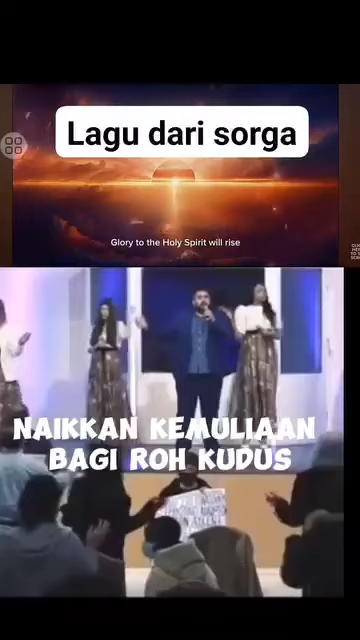 Lagu dari sorga
Glory to the Holy Spirit will rise
NAIKKAN KEMULIAAN
BAGI ROH KUDUS